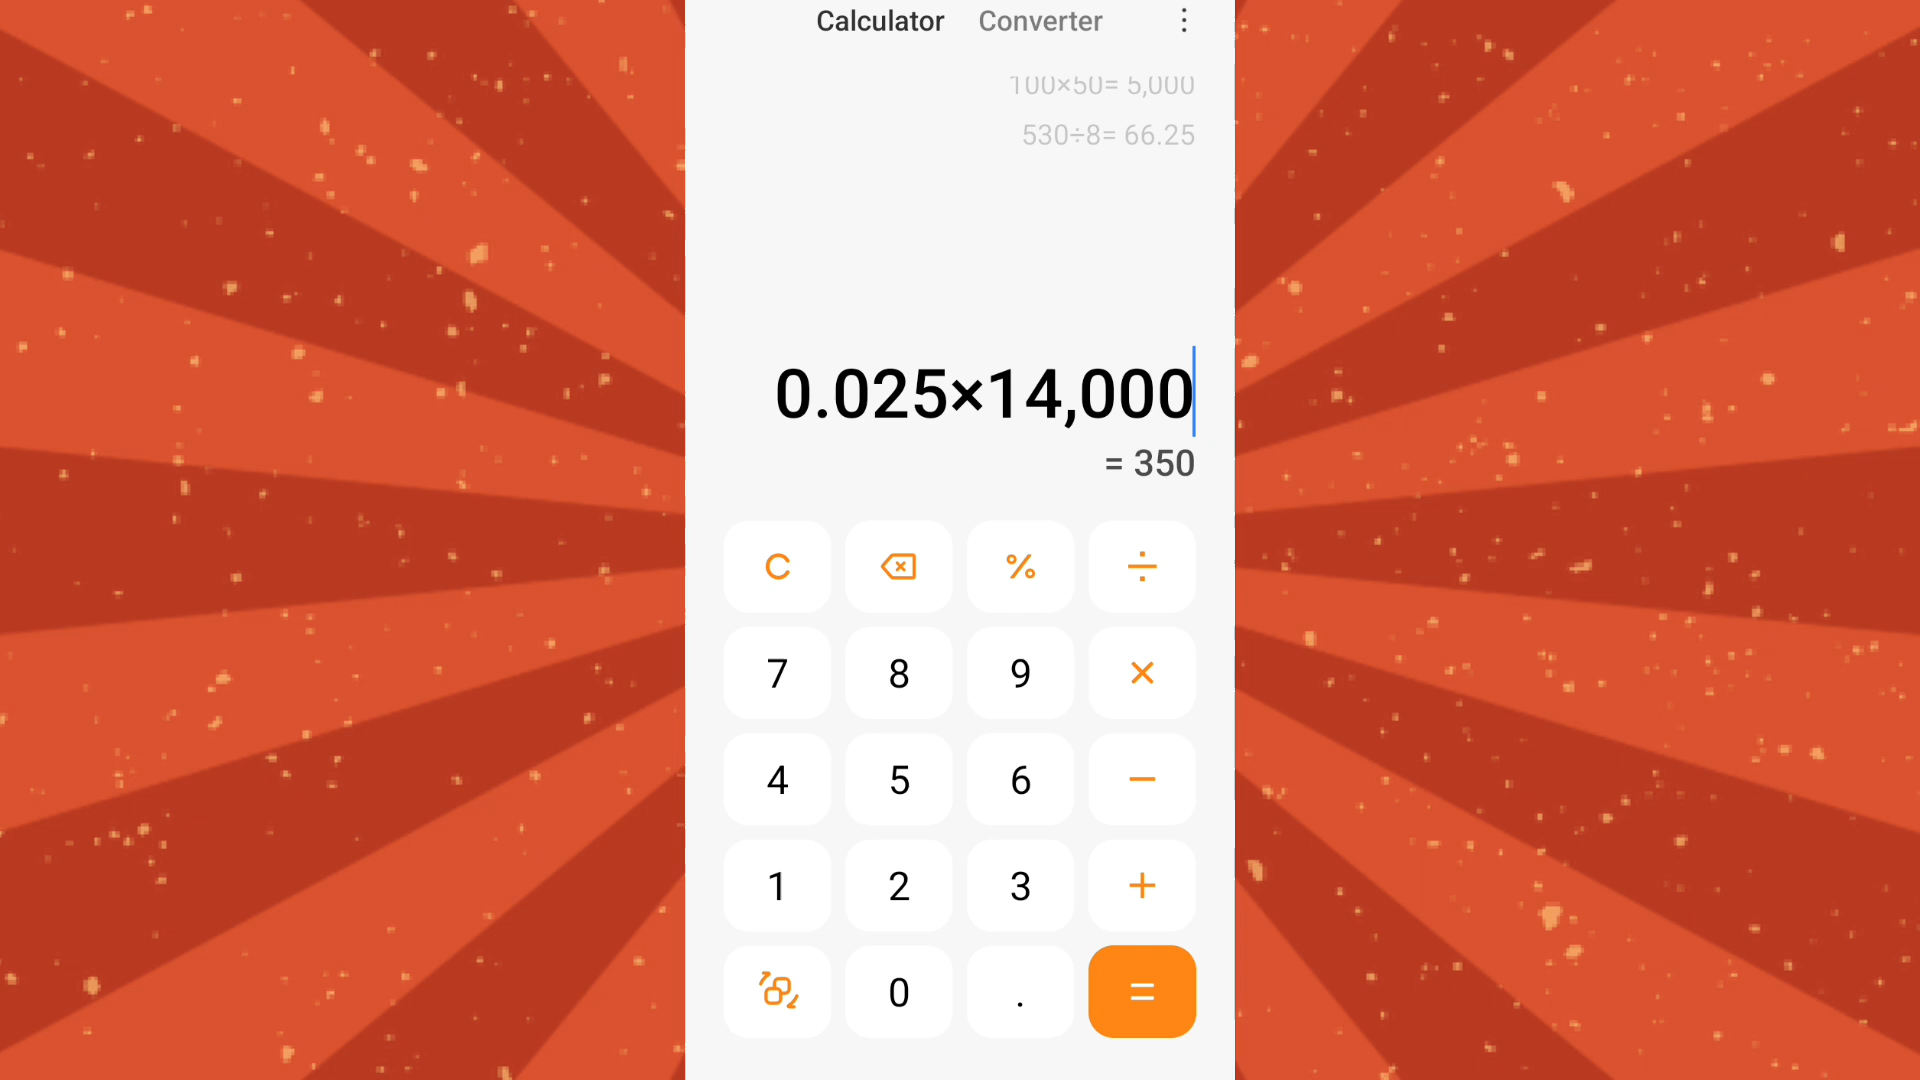 Calculator Converter
100×50= 5,000
530÷8= 66.25
0.025×14,000
= 350
C % ÷
7 8 9 ×
4 5 6 −
1 2 3 +
0 . =